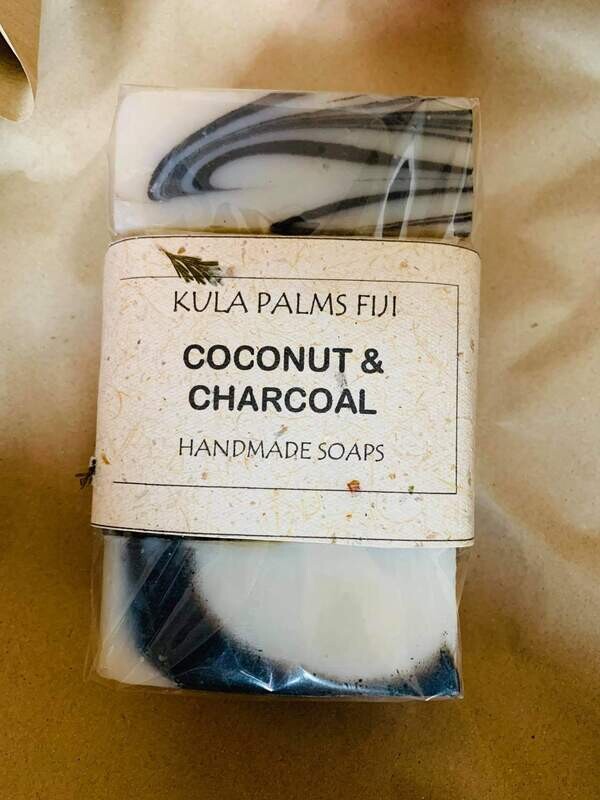 KULA PALMS FIJI
COCONUT &
CHARCOAL
HANDMADE SOAPS